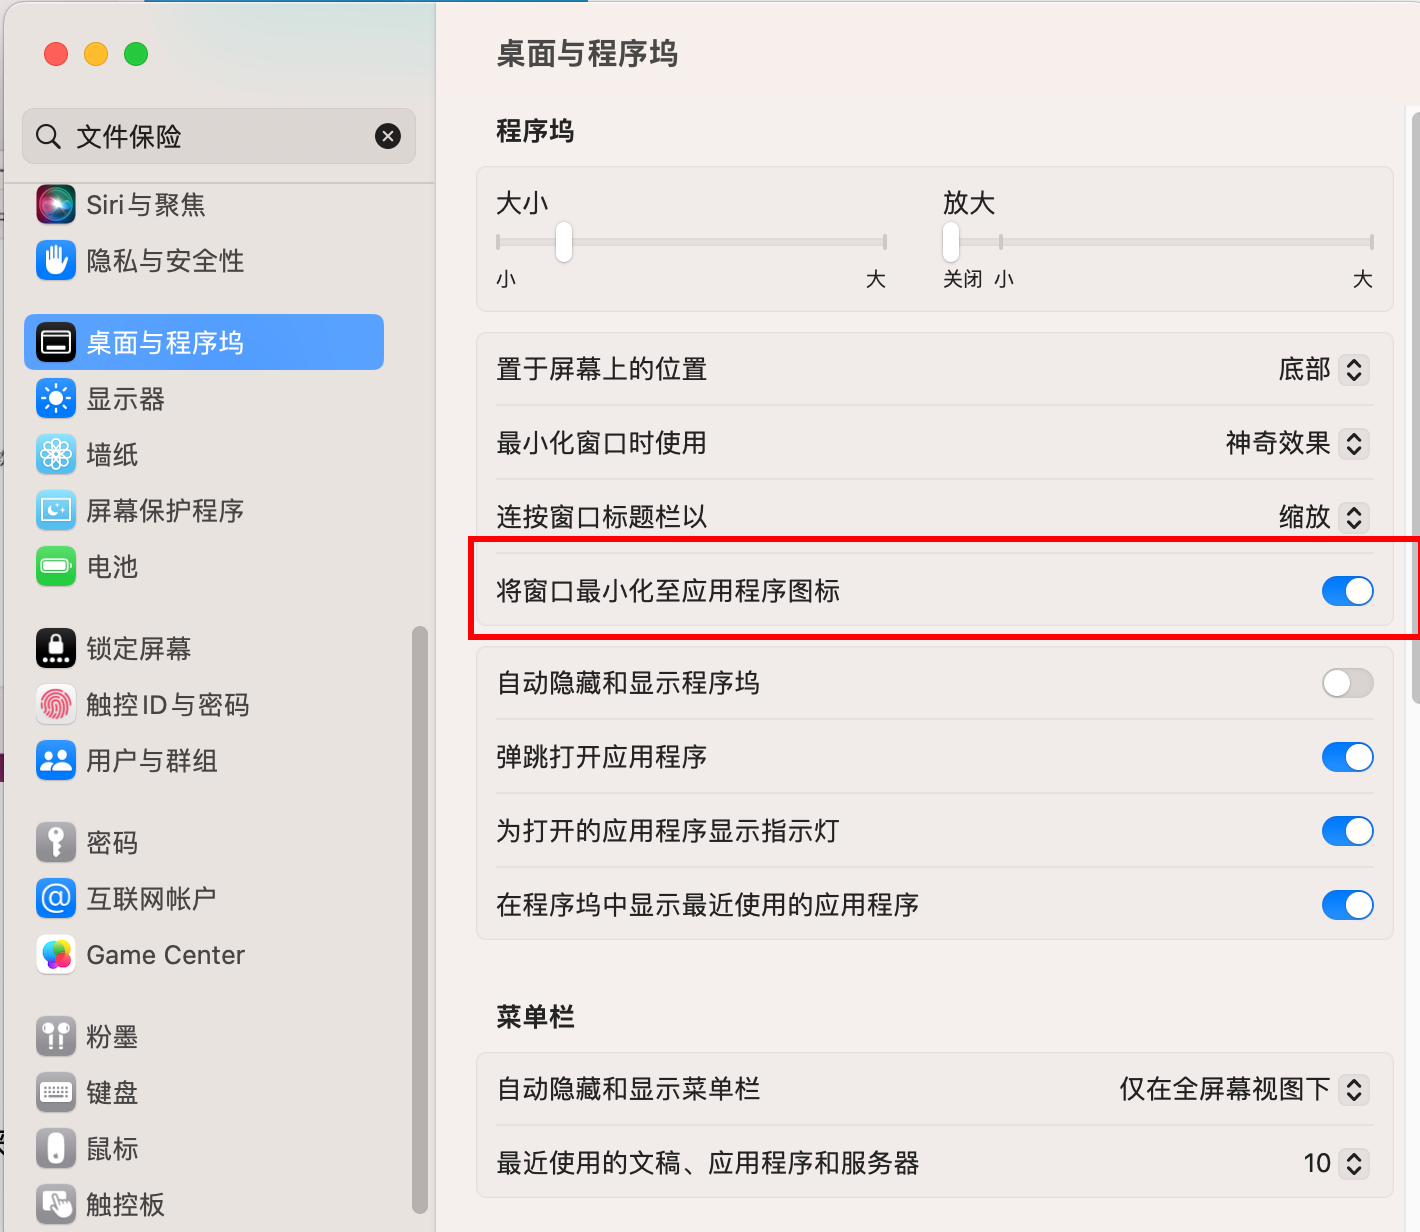 文件保险
Siri与聚焦
隐私与安全性
桌面与程序坞
显示器
墙纸
屏幕保护程序
电池
锁定屏幕
触控ID与密码
用户与群组
密码
互联网帐户
Game Center
粉墨
键盘
鼠标
触控板
桌面与程序坞
程序坞
大小
放大
小
大
关闭 小
大
置于屏幕上的位置
底部
最小化窗口时使用
神奇效果
连按窗口标题栏以
缩放
将窗口最小化至应用程序图标
自动隐藏和显示程序坞
弹跳打开应用程序
为打开的应用程序显示指示灯
在程序坞中显示最近使用的应用程序
菜单栏
自动隐藏和显示菜单栏
仅在全屏幕视图下
最近使用的文稿、应用程序和服务器
10